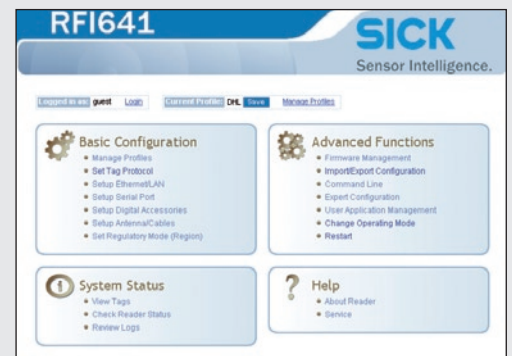 RFI641
SICK
Sensor Intelligence.
Logged in as: guest Login Current Profile: DHL Save Manage Profiles
Basic Configuration
Manage Profiles
Set Tag Protocol
Setup Ethernet/LAN
Setup Serial Port
Setup Digital Accessories
Setup Antenna/Cables
Set Regulatory Mode (Region)
Advanced Functions
Firmware Management
Import/Export Configuration
Command Line
Expert Configuration
User Application Management
Change Operating Mode
Restart
System Status
View Tags
Check Reader Status
Review Logs
Help
About Reader
Service